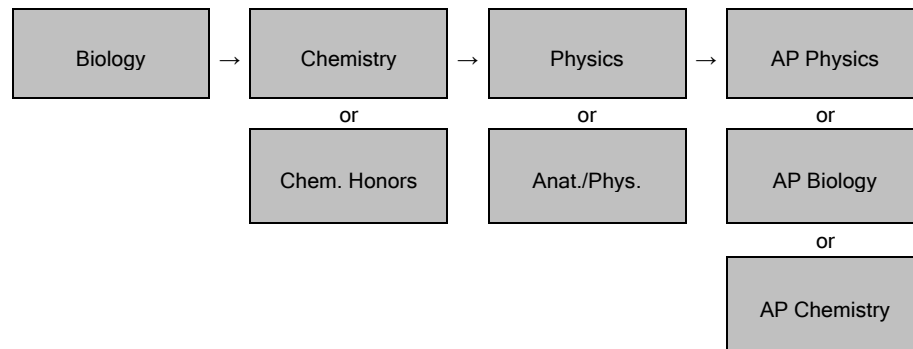 Biology → Chemistry → Physics → AP Physics
or or or
Chem. Honors Anat./Phys. AP Biology
or
AP Chemistry